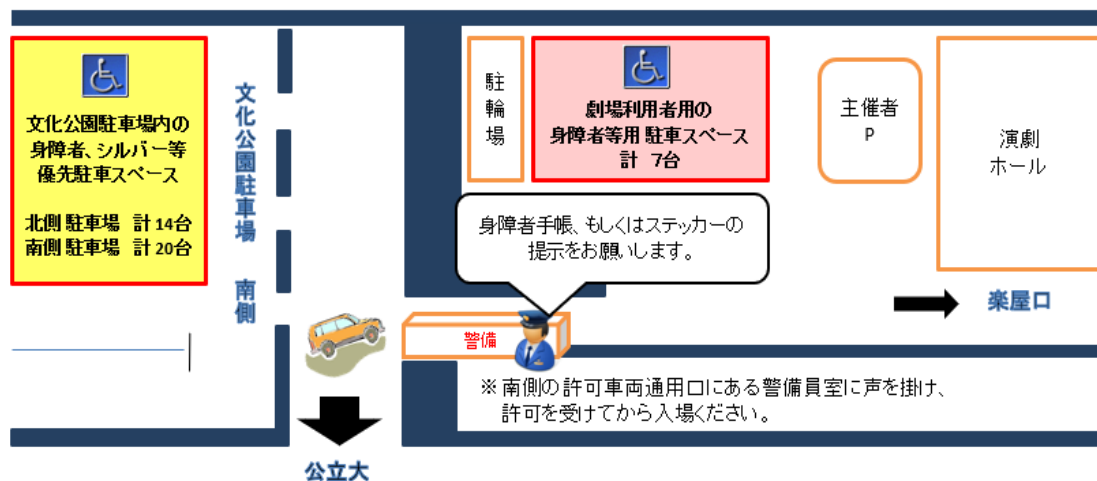 文化公園駐車場内の
身障者、シルバー等
優先駐車スペース
北側 駐車場 計 14台
南側 駐車場 計 20台
文化公園駐車場 南側
駐輪場
劇場利用者用の
身障者等用 駐車スペース
計 7台
主催者
P
演劇
ホール
身障者手帳、もしくはステッカーの
提示をお願いします。
楽屋口
警備
※南側の許可車両通用口にある警備員室に声を掛け、
許可を受けてから入場ください。
公立大